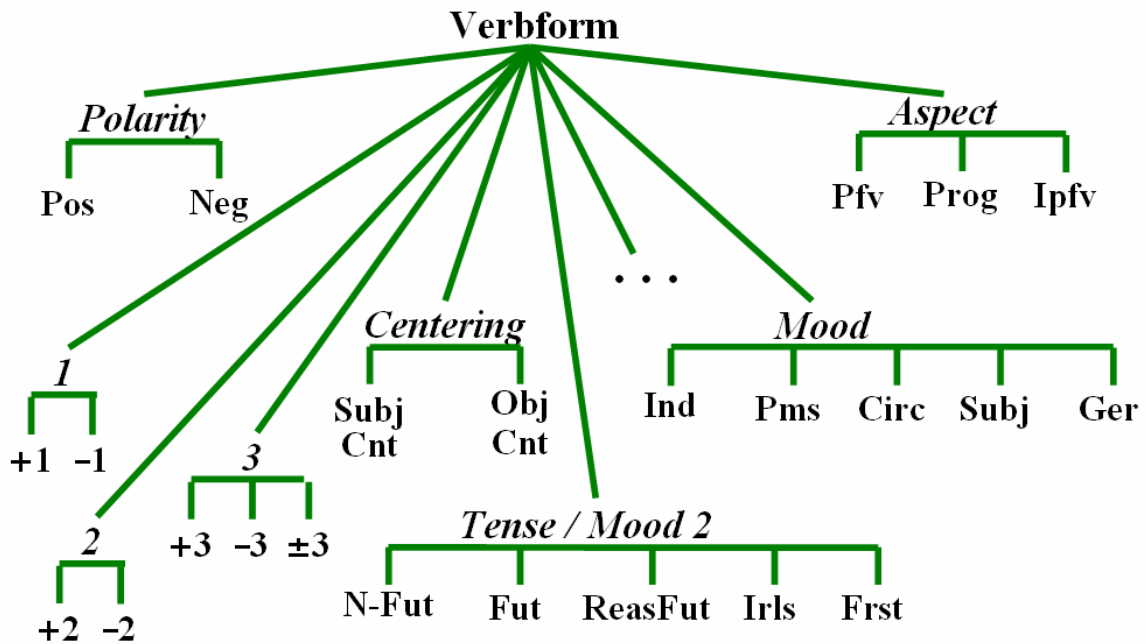 Verbform
Polarity
Aspect
Pos Neg
Pfv Prog Ipfv
. . .
Centering
Mood
1
Subj Cnt
Obj Cnt
Ind Pms Circ Subj Ger
+1 −1
3
2
+3 −3 ±3
Tense / Mood 2
+2 −2
N-Fut Fut ReasFut Irls Frst